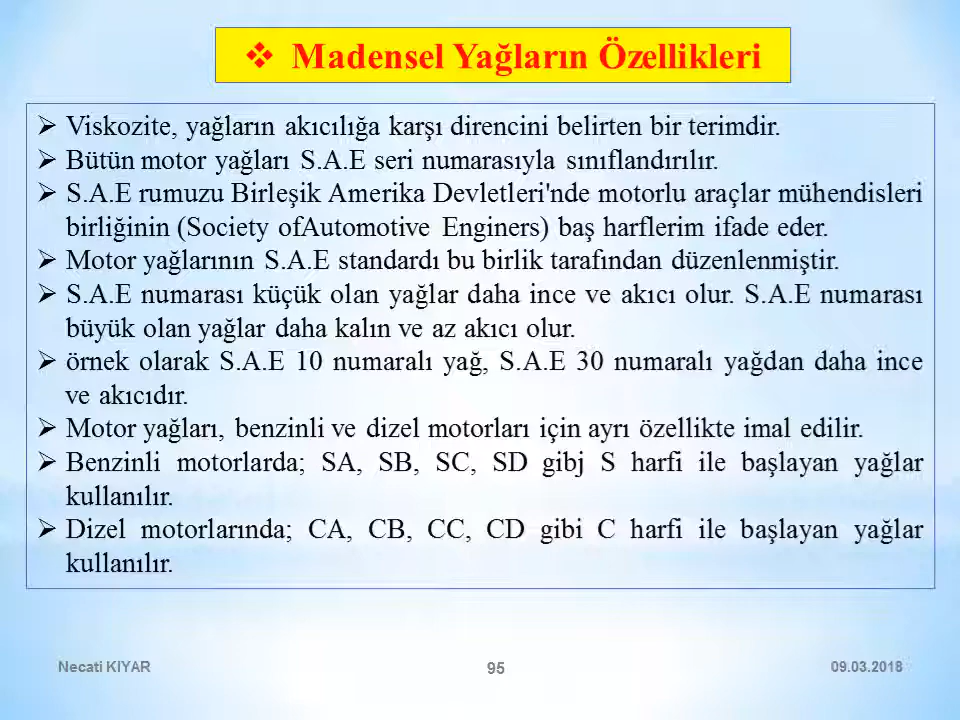 ❖ Madensel Yağların Özellikleri
➢ Viskozite, yağların akıcılığa karşı direncini belirten bir terimdir.
➢ Bütün motor yağları S.A.E seri numarasıyla sınıflandırılır.
➢ S.A.E rumuzu Birleşik Amerika Devletleri'nde motorlu araçlar mühendisleri
birliğinin (Society ofAutomotive Enginers) baş harflerim ifade eder.
➢ Motor yağlarının S.A.E standardı bu birlik tarafından düzenlenmiştir.
➢ S.A.E numarası küçük olan yağlar daha ince ve akıcı olur. S.A.E numarası
büyük olan yağlar daha kalın ve az akıcı olur.
➢ örnek olarak S.A.E 10 numaralı yağ, S.A.E 30 numaralı yağdan daha ince
ve akıcıdır.
➢ Motor yağları, benzinli ve dizel motorları için ayrı özellikte imal edilir.
➢ Benzinli motorlarda; SA, SB, SC, SD gibj S harfi ile başlayan yağlar
kullanılır.
➢ Dizel motorlarında; CA, CB, CC, CD gibi C harfi ile başlayan yağlar
kullanılır.
Necati KIYAR
95
09.03.2018